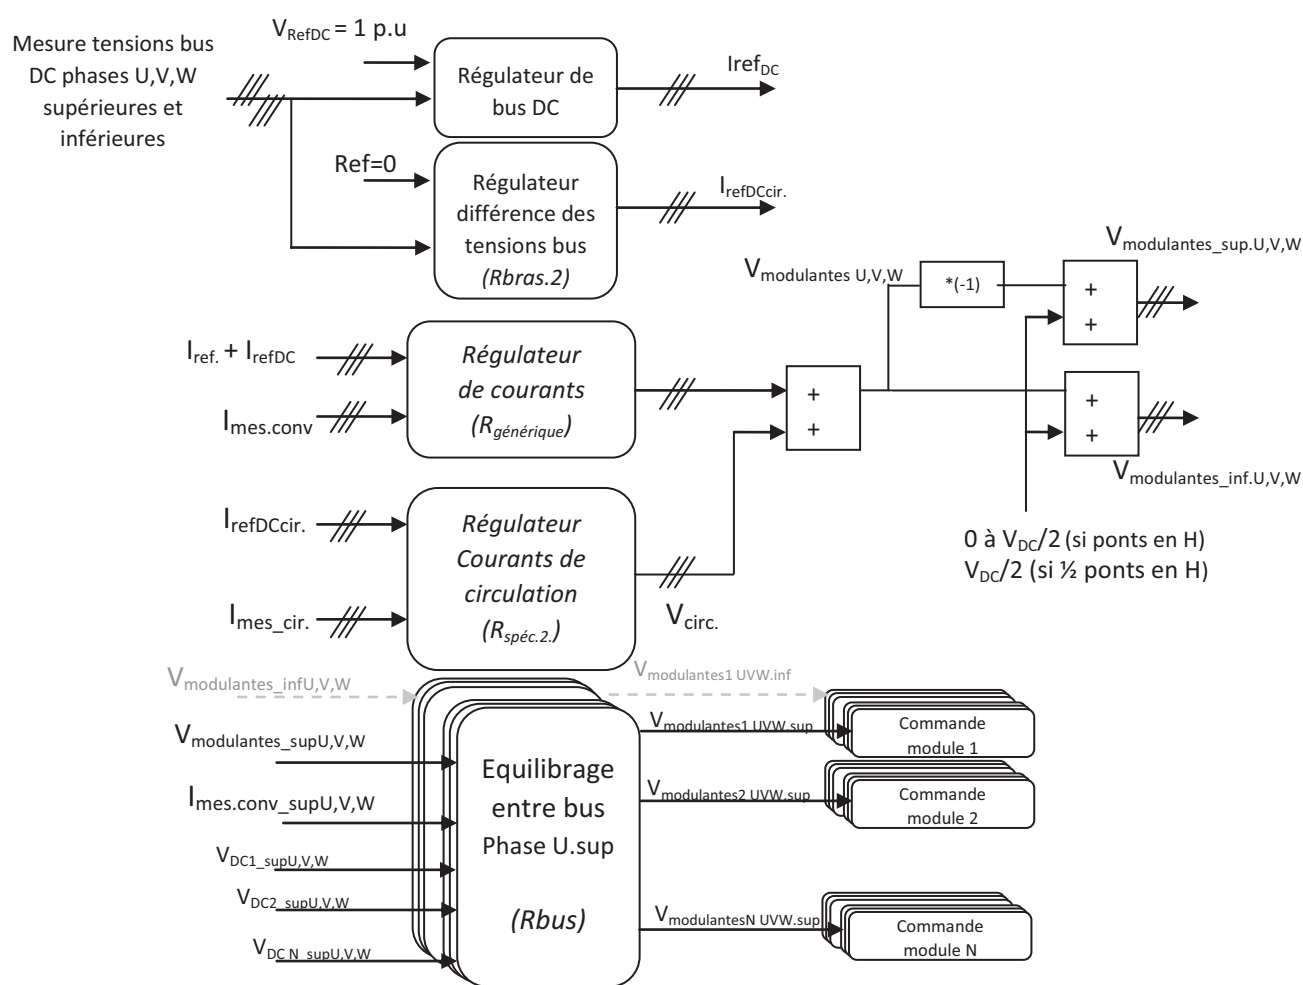 V_RefDC = 1 p.u
Mesure tensions bus
DC phases U,V,W
supérieures et
inférieures
Régulateur de
bus DC
Iref_DC
Ref=0
Régulateur
différence des
tensions bus
(Rbras.2)
I_refDCcir.
V_modulantes U,V,W
*(-1)
+
+
V_modulantes_sup.U,V,W
I_ref. + I_refDC
I_mes.conv
Régulateur
de courants
(R_générique)
+
+
+
+
V_modulantes_inf.U,V,W
0 à V_DC/2 (si ponts en H)
V_DC/2 (si ½ ponts en H)
I_refDCcir.
I_mes_cir.
Régulateur
Courants de
circulation
(R_spéc.2.)
V_circ.
V_modulantes_infU,V,W
V_modulantes1 UVW.inf
V_modulantes_supU,V,W
I_mes.conv_supU,V,W
V_DC1_supU,V,W
V_DC2_supU,V,W
V_DC N_supU,V,W
Equilibrage
entre bus
Phase U.sup
(Rbus)
V_modulantes1 UVW.sup
Commande
module 1
V_modulantes2 UVW.sup
Commande
module 2
V_modulantesN UVW.sup
Commande
module N